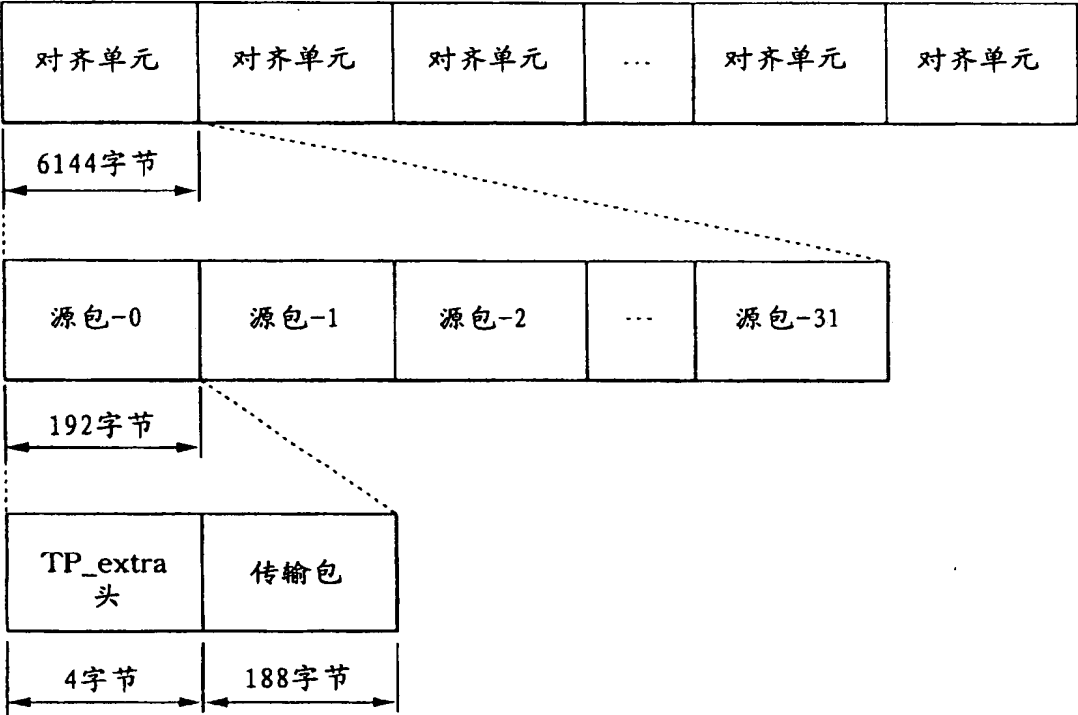 对齐单元 对齐单元 对齐单元 ... 对齐单元 对齐单元
6144字节
源包-0 源包-1 源包-2 ... 源包-31
192字节
TP_extra 传输包
头
4字节 188字节